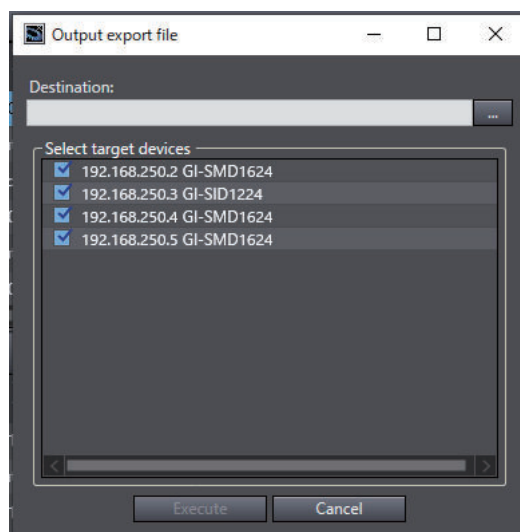 Output export file
Destination:
...
Select target devices
192.168.250.2 GI-SMD1624
192.168.250.3 GI-SID1224
192.168.250.4 GI-SMD1624
192.168.250.5 GI-SMD1624
Execute
Cancel